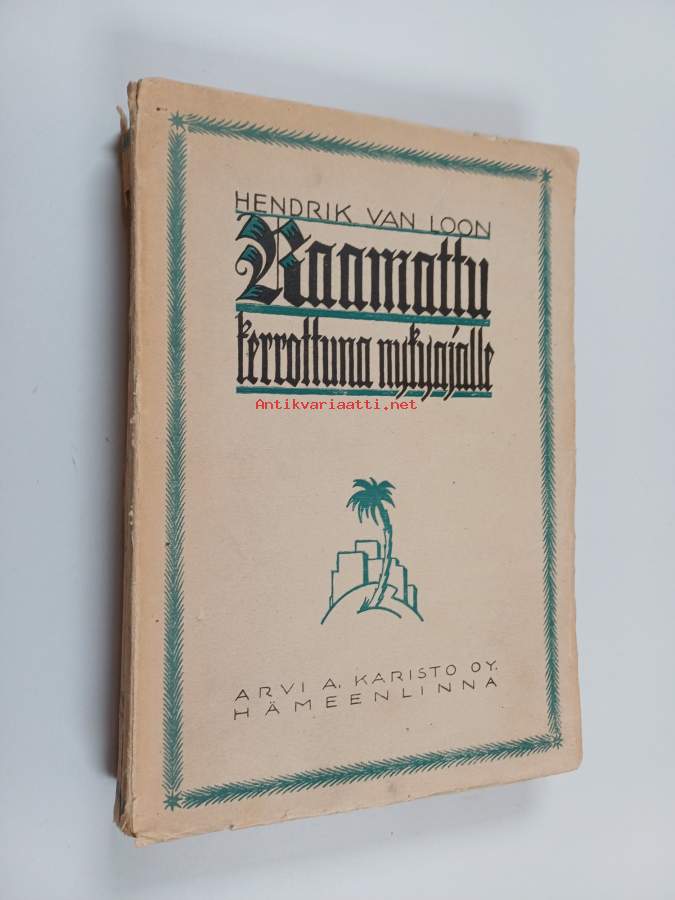 HENDRIK VAN LOON
Raamattu
kerrottuna nykyajalle
Antikvariaatti.net
ARVI A. KARISTO OY.
HÄMEENLINNA